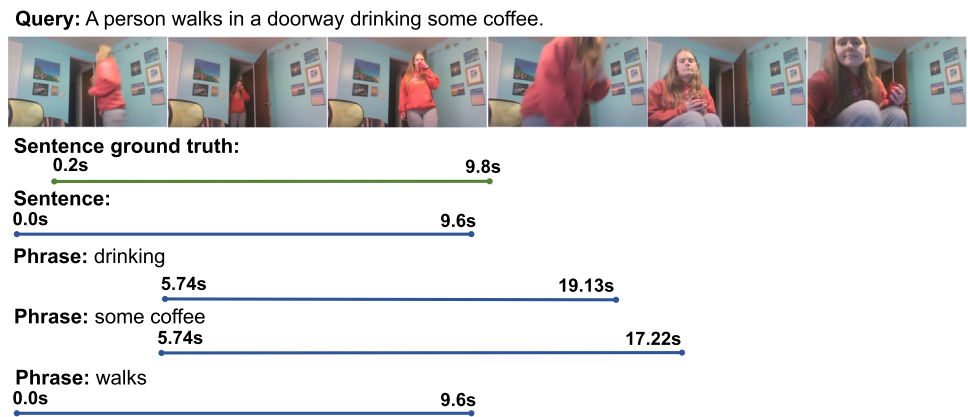 Query: A person walks in a doorway drinking some coffee.
Sentence ground truth:
0.2s 9.8s
Sentence:
0.0s 9.6s
Phrase: drinking
5.74s 19.13s
Phrase: some coffee
5.74s 17.22s
Phrase: walks
0.0s 9.6s